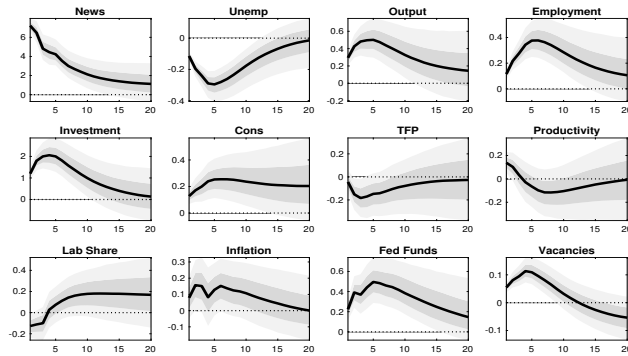 News Unemp Output Employment
6 0 0.6 0.6
4 0.4 0.4
2 -0.2 0.2 0.2
0 0 0
-0.4 -0.2
5 10 15 20 5 10 15 20 5 10 15 20 5 10 15 20
Investment Cons TFP Productivity
2 0.4 0.2 0.2
1 0.2 0 0
0 0 -0.2 -0.2
5 10 15 20 5 10 15 20 5 10 15 20 5 10 15 20
Lab Share Inflation Fed Funds Vacancies
0.4 0.3 0.6 0.1
0.2 0.2 0.4
0 0.1 0.2 0
-0.2 0 0 -0.1
-0.1
5 10 15 20 5 10 15 20 5 10 15 20 5 10 15 20